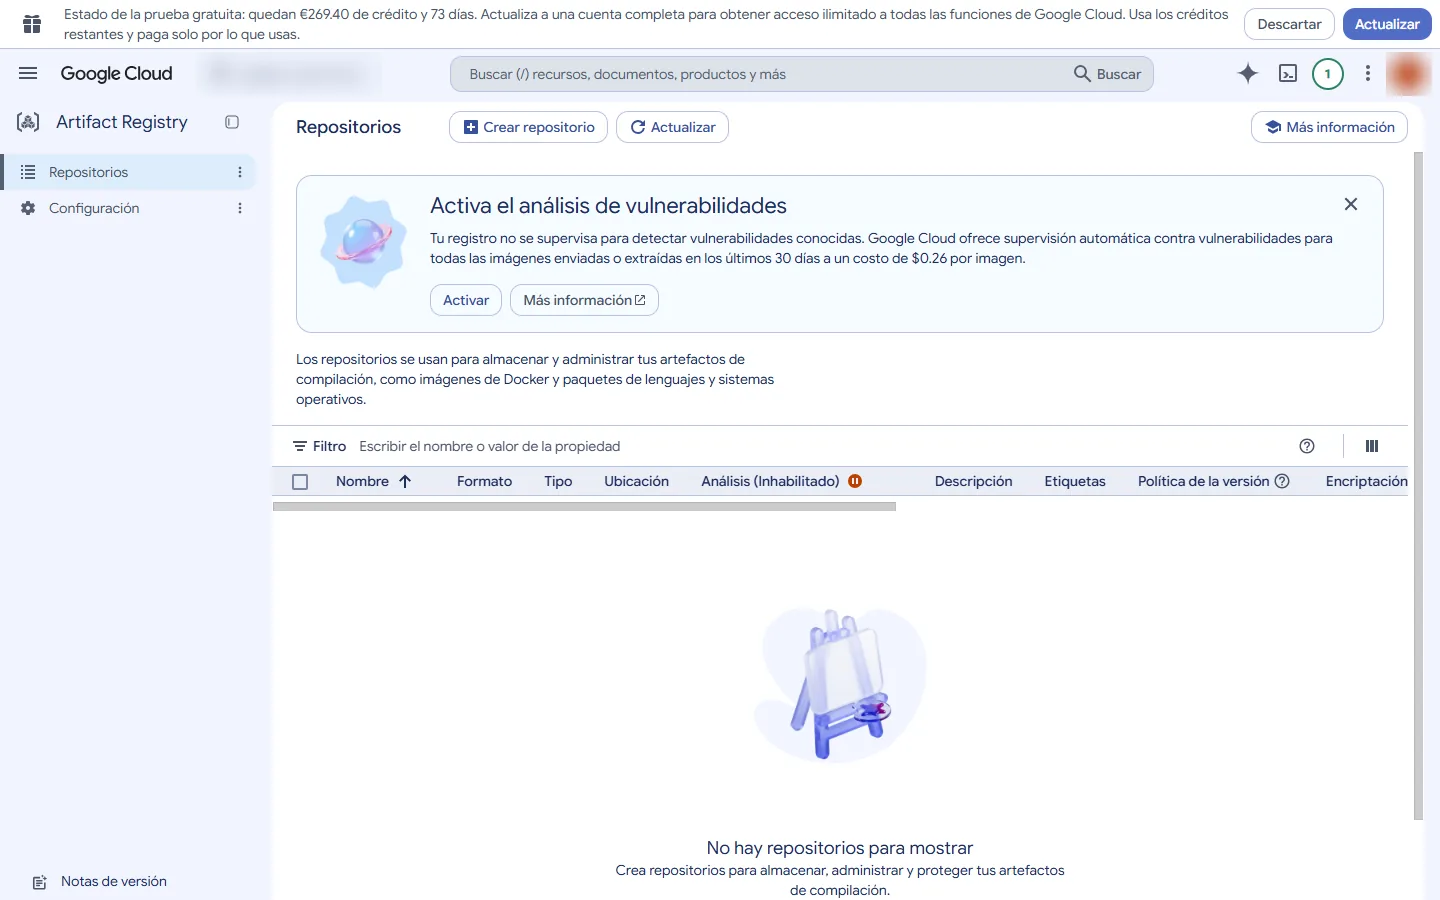 Estado de la prueba gratuita: quedan €269.40 de crédito y 73 días. Actualiza a una cuenta completa para obtener acceso ilimitado a todas las funciones de Google Cloud. Usa los créditos
restantes y paga solo por lo que usas.
Descartar
Actualizar
Google Cloud
Buscar (/) recursos, documentos, productos y más
Buscar
1
Artifact Registry
Repositorios
Configuración
Notas de versión
Repositorios
Crear repositorio
Actualizar
Más información
Activa el análisis de vulnerabilidades
Tu registro no se supervisa para detectar vulnerabilidades conocidas. Google Cloud ofrece supervisión automática contra vulnerabilidades para
todas las imágenes enviadas o extraídas en los últimos 30 días a un costo de $0.26 por imagen.
Activar
Más información
Los repositorios se usan para almacenar y administrar tus artefactos de
compilación, como imágenes de Docker y paquetes de lenguajes y sistemas
operativos.
Filtro
Escribir el nombre o valor de la propiedad
Nombre
Formato
Tipo
Ubicación
Análisis (Inhabilitado)
Descripción
Etiquetas
Política de la versión
Encriptación
No hay repositorios para mostrar
Crea repositorios para almacenar, administrar y proteger tus artefactos
de compilación.